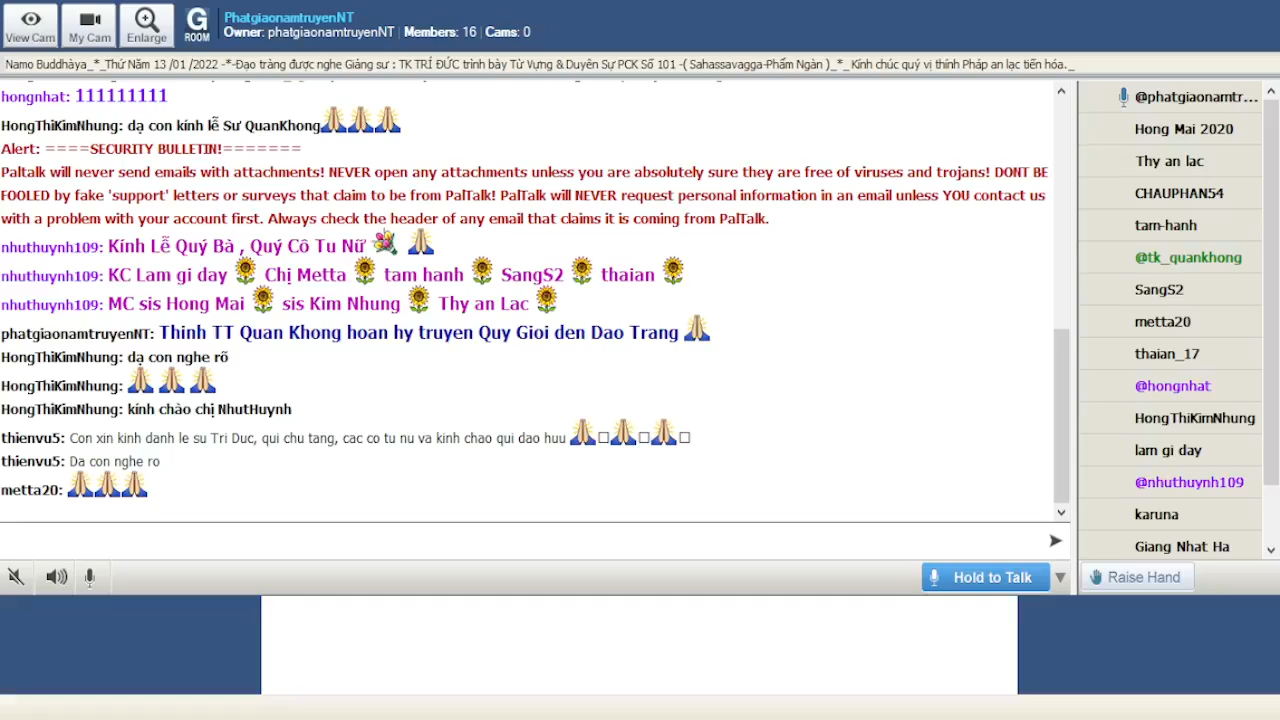 View Cam
My Cam
Enlarge
G
ROOM
PhatgiaonamtruyenNT
Owner: phatgiaonamtruyenNT | Members: 16 | Cams: 0
Namo Buddhàya_*_Thứ Năm 13 /01 /2022 -*-Đạo tràng được nghe Giảng sư : TK TRÍ ĐỨC trình bày Từ Vựng & Duyên Sự PCK Số 101 -( Sahassavagga-Phẩm Ngàn )_*_ Kính chúc quý vị thính Pháp an lạc tiến hóa._
hongnhat: 111111111
HongThiKimNhung: dạ con kính lễ Sư QuanKhong
Alert: ====SECURITY BULLETIN!=======
Paltalk will never send emails with attachments! NEVER open any attachments unless you are absolutely sure they are free of viruses and trojans! DONT BE
FOOLED by fake 'support' letters or surveys that claim to be from PalTalk! PalTalk will NEVER request personal information in an email unless YOU contact us
with a problem with your account first. Always check the header of any email that claims it is coming from PalTalk.
nhuthuynh109: Kính Lễ Quý Bà , Quý Cô Tu Nữ
nhuthuynh109: KC Lam gi day Chị Metta tam hanh SangS2 thaian
nhuthuynh109: MC sis Hong Mai sis Kim Nhung Thy an Lac
phatgiaonamtruyenNT: Thinh TT Quan Khong hoan hy truyen Quy Gioi den Dao Trang
HongThiKimNhung: dạ con nghe rõ
HongThiKimNhung:
HongThiKimNhung: kính chào chị NhutHuynh
thienvu5: Con xin kinh danh le su Tri Duc, qui chu tang, cac co tu nu va kinh chao qui dao huu
thienvu5: Da con nghe ro
metta20:
@phatgiaonamtr...
Hong Mai 2020
Thy an lac
CHAUPHAN54
tam-hanh
@tk_quankhong
SangS2
metta20
thaian_17
@hongnhat
HongThiKimNhung
lam gi day
@nhuthuynh109
karuna
Giang Nhat Ha
Hold to Talk
Raise Hand